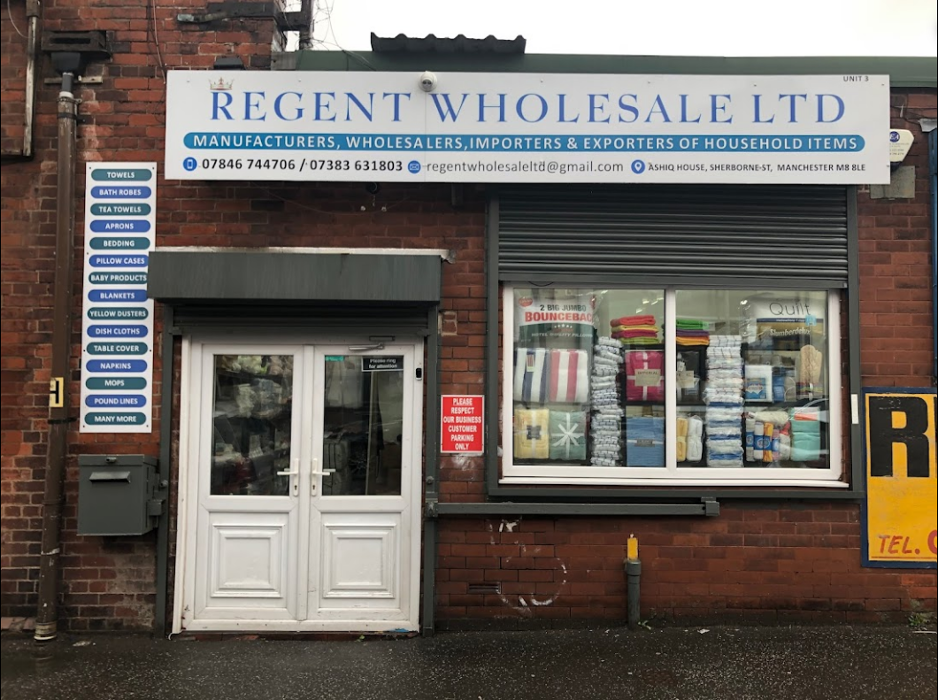 UNIT 3
REGENT WHOLESALE LTD
MANUFACTURERS, WHOLESALERS,IMPORTERS & EXPORTERS OF HOUSEHOLD ITEMS
07846 744706 / 07383 631803 regentwholesaleltd@gmail.com ASHIQ HOUSE, SHERBORNE-ST, MANCHESTER M8 8LE
TOWELS
BATH ROBES
TEA TOWELS
APRONS
BEDDING
PILLOW CASES
BABY PRODUCTS
BLANKETS
YELLOW DUSTERS
DISH CLOTHS
TABLE COVER
NAPKINS
MOPS
POUND LINES
MANY MORE
Please ring
for attention
PLEASE
RESPECT
OUR BUSINESS
CUSTOMER
PARKING
ONLY
2 BIG JUMBO
BOUNCEBACK
Quilt
R
TEL.